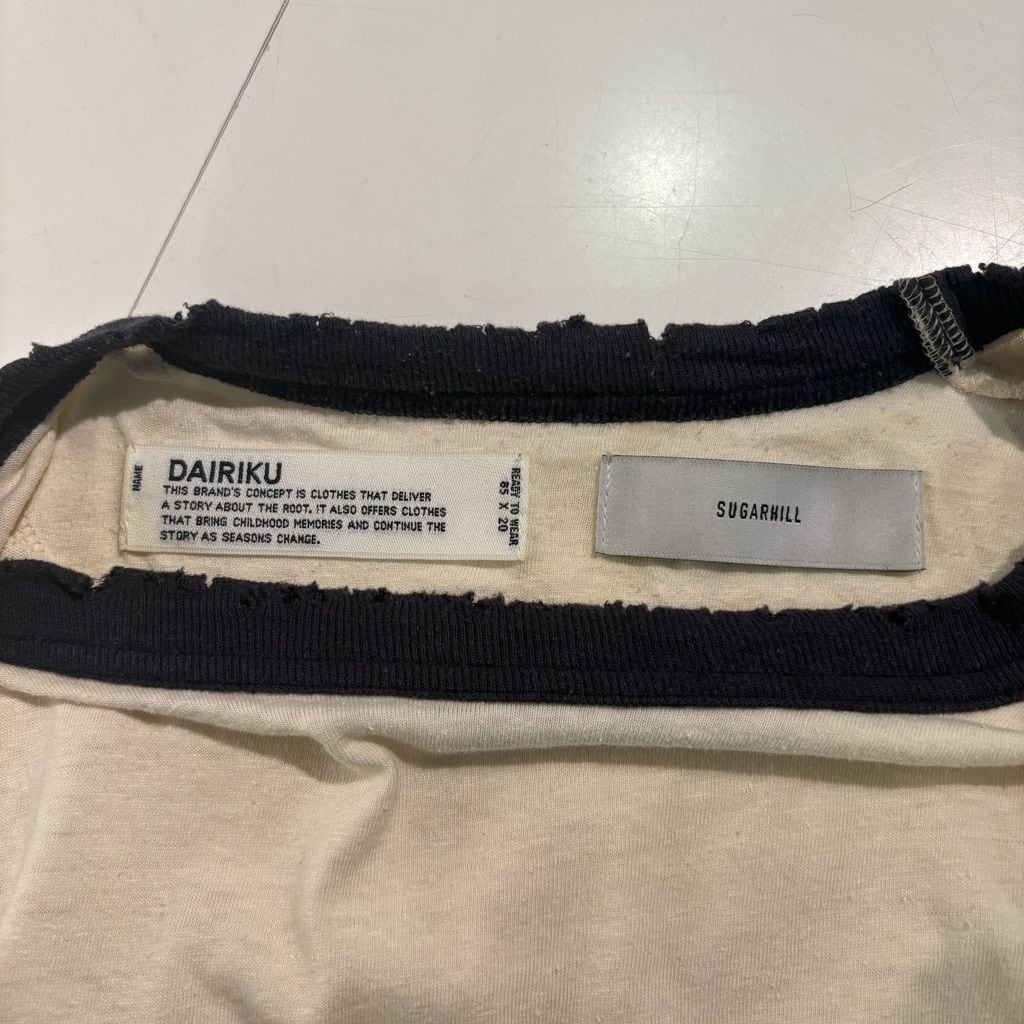 NAME
DAIRIKU
THIS BRAND'S CONCEPT IS CLOTHES THAT DELIVER
A STORY ABOUT THE ROOT. IT ALSO OFFERS CLOTHES
THAT BRING CHILDHOOD MEMORIES AND CONTINUE THE
STORY AS SEASONS CHANGE.
READY TO WEAR
85 X 20
SUGARHILL